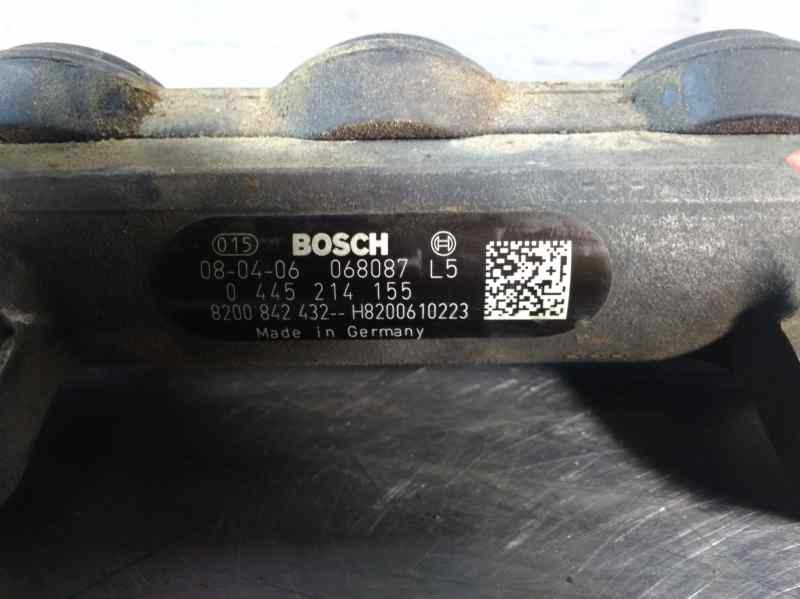 015 BOSCH
08-04-06 068087 L5
0 445 214 155
8200 842 432-- H8200610223
Made in Germany